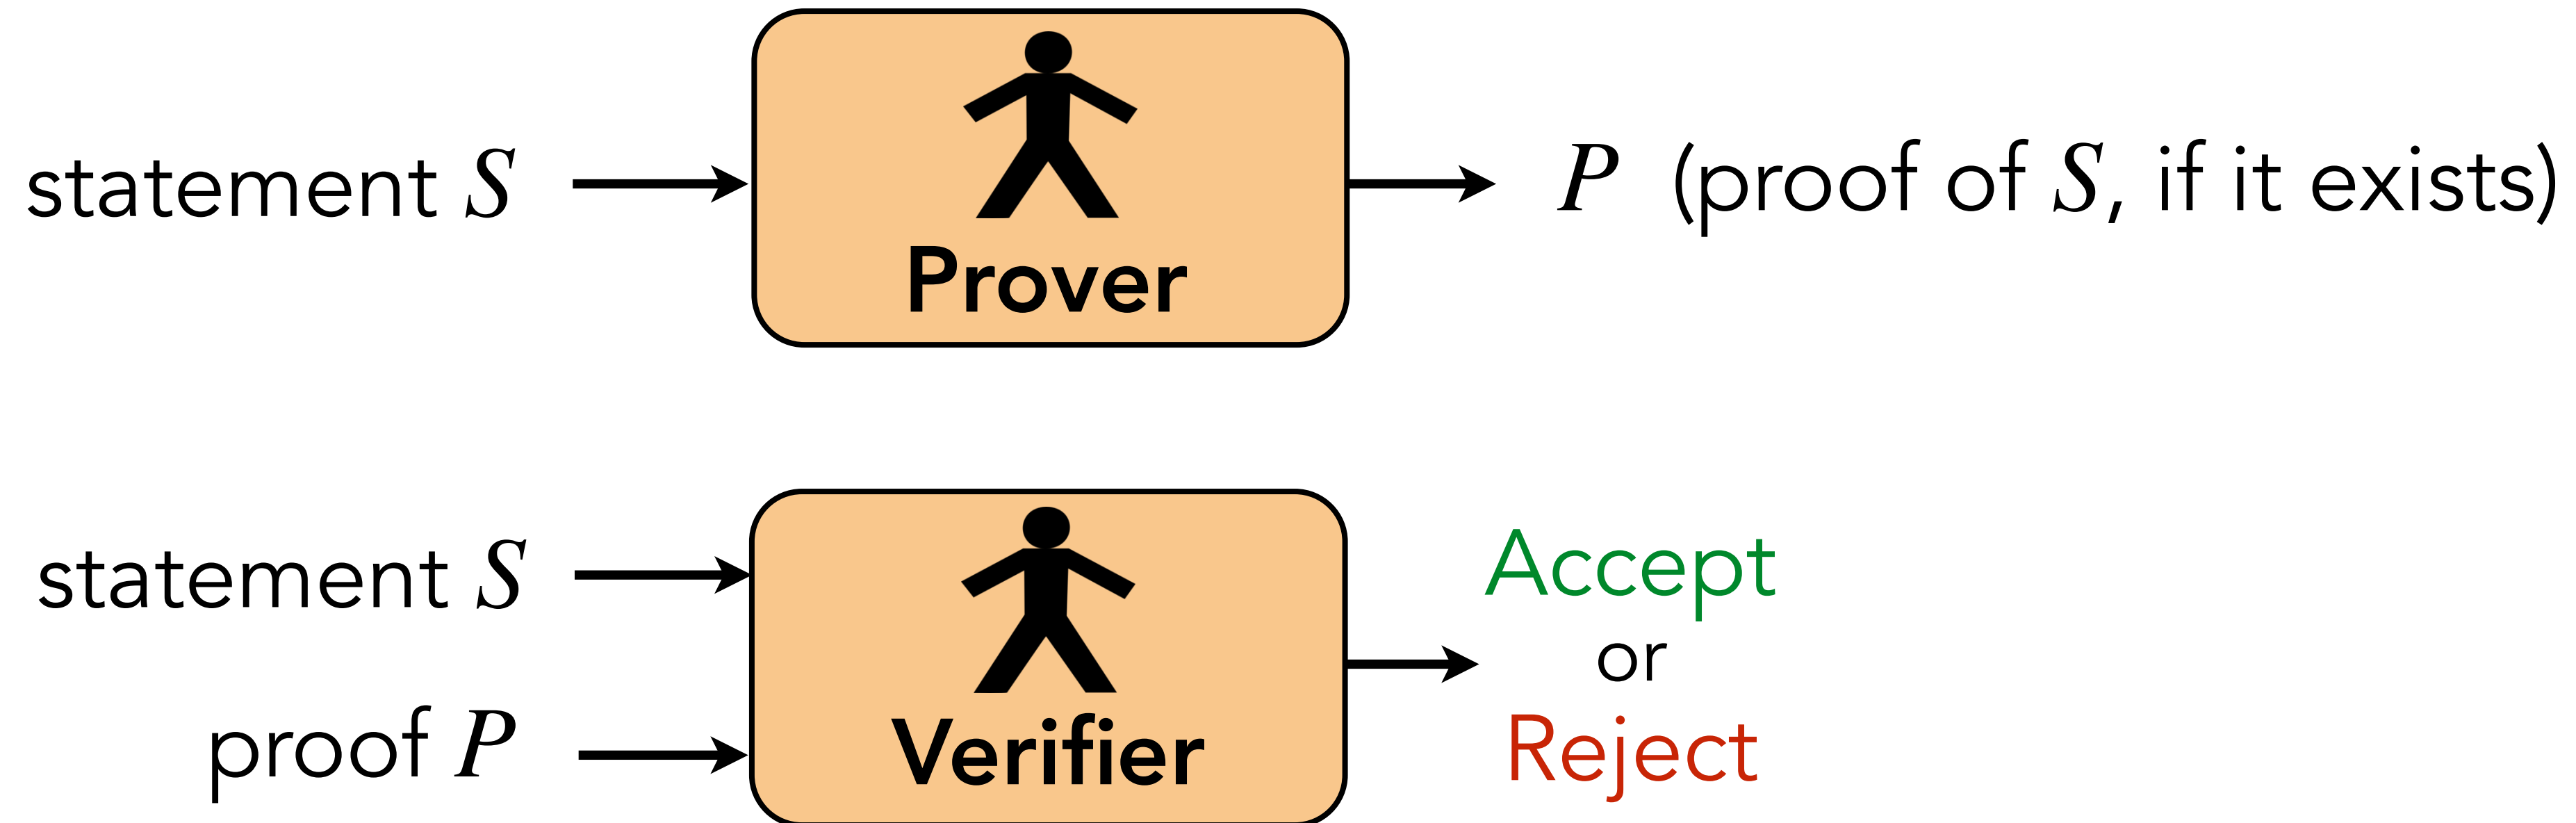 statement S
Prover
P (proof of S, if it exists)
statement S
proof P
Verifier
Accept
or
Reject